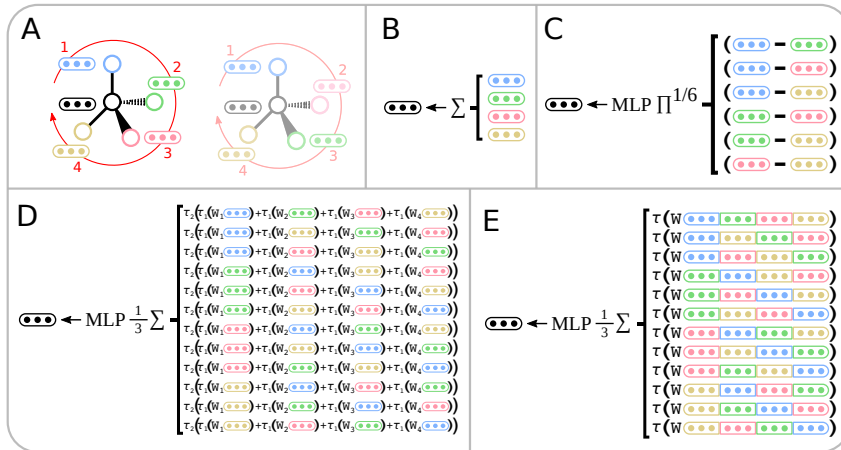 A
1
2
3
4
1
2
3
4
B
← Σ
C
← MLP ∏^1/6
( − )
( − )
( − )
( − )
( − )
( − )
D
← MLP 1/3 Σ
τ₂(τ₁(W₁ )+τ₁(W₂ )+τ₁(W₃ )+τ₁(W₄ ))
τ₂(τ₁(W₁ )+τ₁(W₂ )+τ₁(W₃ )+τ₁(W₄ ))
τ₂(τ₁(W₁ )+τ₁(W₂ )+τ₁(W₃ )+τ₁(W₄ ))
τ₂(τ₁(W₁ )+τ₁(W₂ )+τ₁(W₃ )+τ₁(W₄ ))
τ₂(τ₁(W₁ )+τ₁(W₂ )+τ₁(W₃ )+τ₁(W₄ ))
τ₂(τ₁(W₁ )+τ₁(W₂ )+τ₁(W₃ )+τ₁(W₄ ))
τ₂(τ₁(W₁ )+τ₁(W₂ )+τ₁(W₃ )+τ₁(W₄ ))
τ₂(τ₁(W₁ )+τ₁(W₂ )+τ₁(W₃ )+τ₁(W₄ ))
τ₂(τ₁(W₁ )+τ₁(W₂ )+τ₁(W₃ )+τ₁(W₄ ))
τ₂(τ₁(W₁ )+τ₁(W₂ )+τ₁(W₃ )+τ₁(W₄ ))
τ₂(τ₁(W₁ )+τ₁(W₂ )+τ₁(W₃ )+τ₁(W₄ ))
τ₂(τ₁(W₁ )+τ₁(W₂ )+τ₁(W₃ )+τ₁(W₄ ))
E
← MLP 1/3 Σ
τ(W )
τ(W )
τ(W )
τ(W )
τ(W )
τ(W )
τ(W )
τ(W )
τ(W )
τ(W )
τ(W )
τ(W )